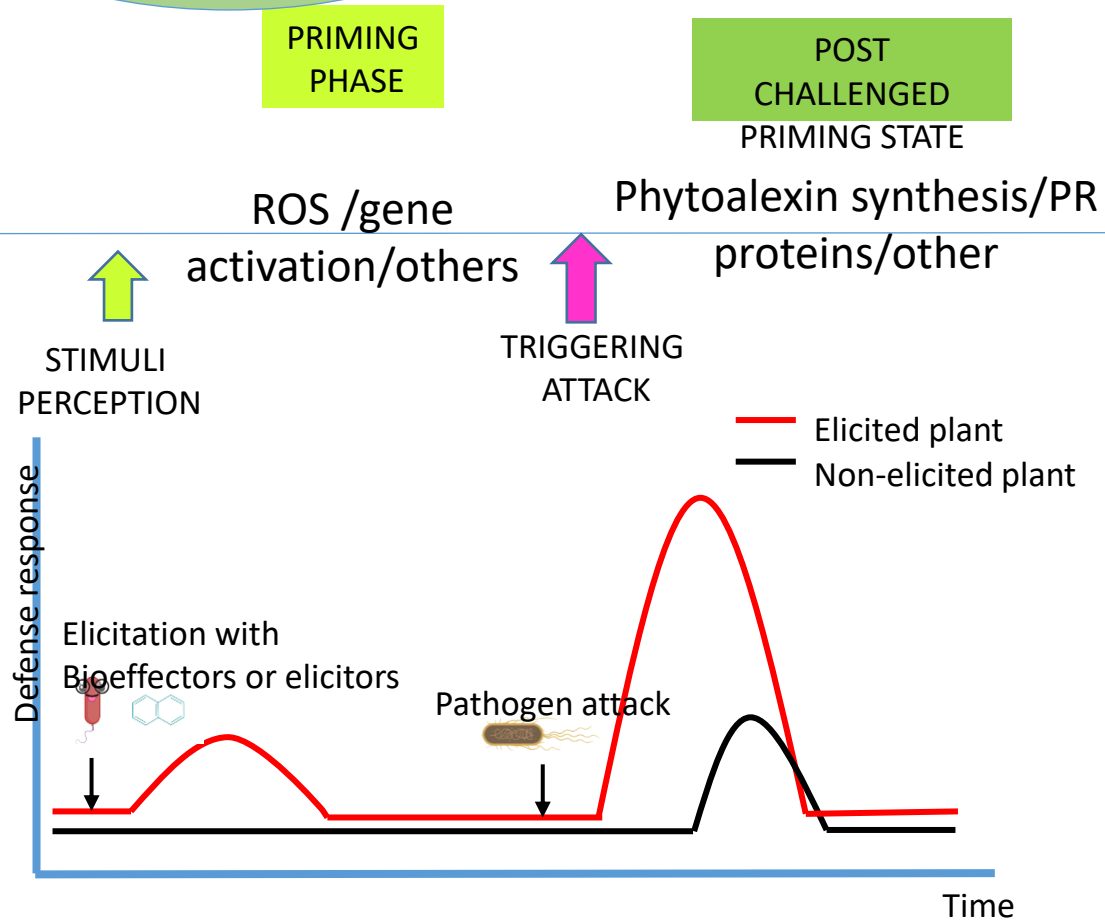 PRIMING
PHASE
POST
CHALLENGED
PRIMING STATE
ROS /gene
activation/others
Phytoalexin synthesis/PR
proteins/other
STIMULI
PERCEPTION
TRIGGERING
ATTACK
Elicited plant
Non-elicited plant
Defense response
Elicitation with
Bioeffectors or elicitors
Pathogen attack
Time